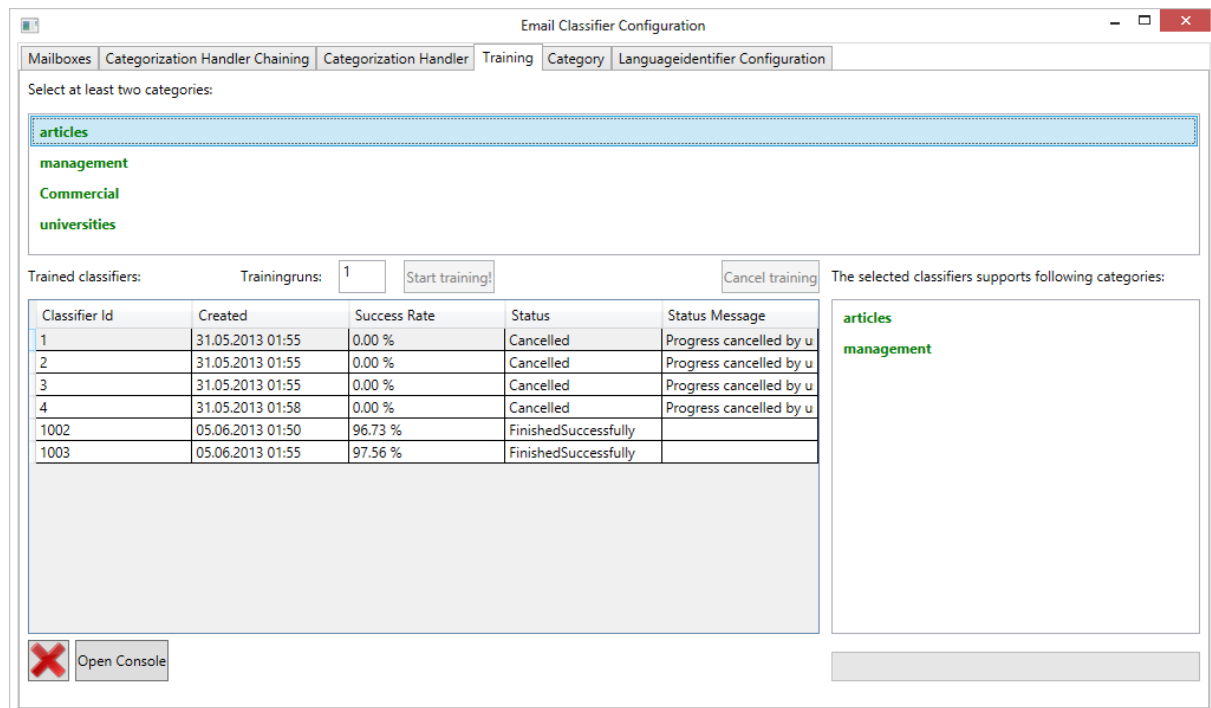 Email Classifier Configuration
Mailboxes Categorization Handler Chaining Categorization Handler Training Category Languageidentifier Configuration
Select at least two categories:
articles
management
Commercial
universities
Trained classifiers: Trainingruns: 1 Start training! Cancel training The selected classifiers supports following categories:
Classifier Id Created Success Rate Status Status Message
1 31.05.2013 01:55 0.00 % Cancelled Progress cancelled by u
2 31.05.2013 01:55 0.00 % Cancelled Progress cancelled by u
3 31.05.2013 01:55 0.00 % Cancelled Progress cancelled by u
4 31.05.2013 01:58 0.00 % Cancelled Progress cancelled by u
1002 05.06.2013 01:50 96.73 % FinishedSuccessfully
1003 05.06.2013 01:55 97.56 % FinishedSuccessfully
articles
management
Open Console